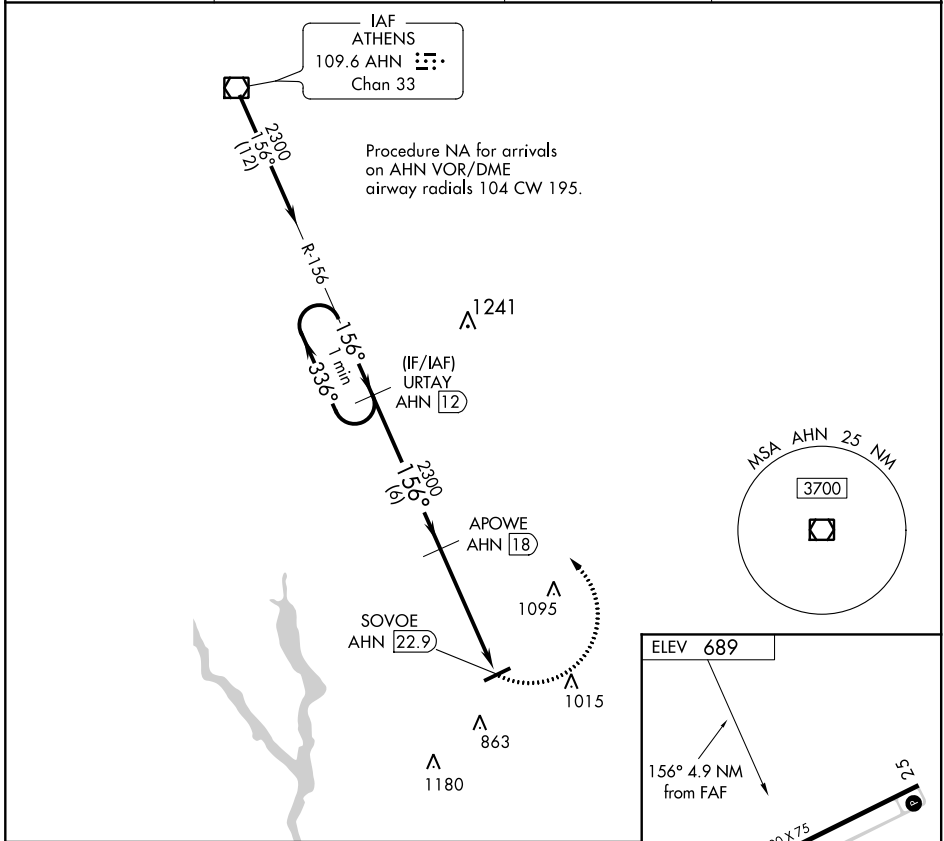 IAF
ATHENS
109.6 AHN
Chan 33
2300
156°
(12)
Procedure NA for arrivals
on AHN VOR/DME
airway radials 104 CW 195.
R-156
1241
156°
1 min
336°
(IF/IAF)
URTAY
AHN 12
MSA AHN 25 NM
3700
2300
156°
(6)
APOWE
AHN 18
1095
SOVOE
AHN 22.9
1015
863
1180
ELEV 689
156° 4.9 NM
from FAF
25
P